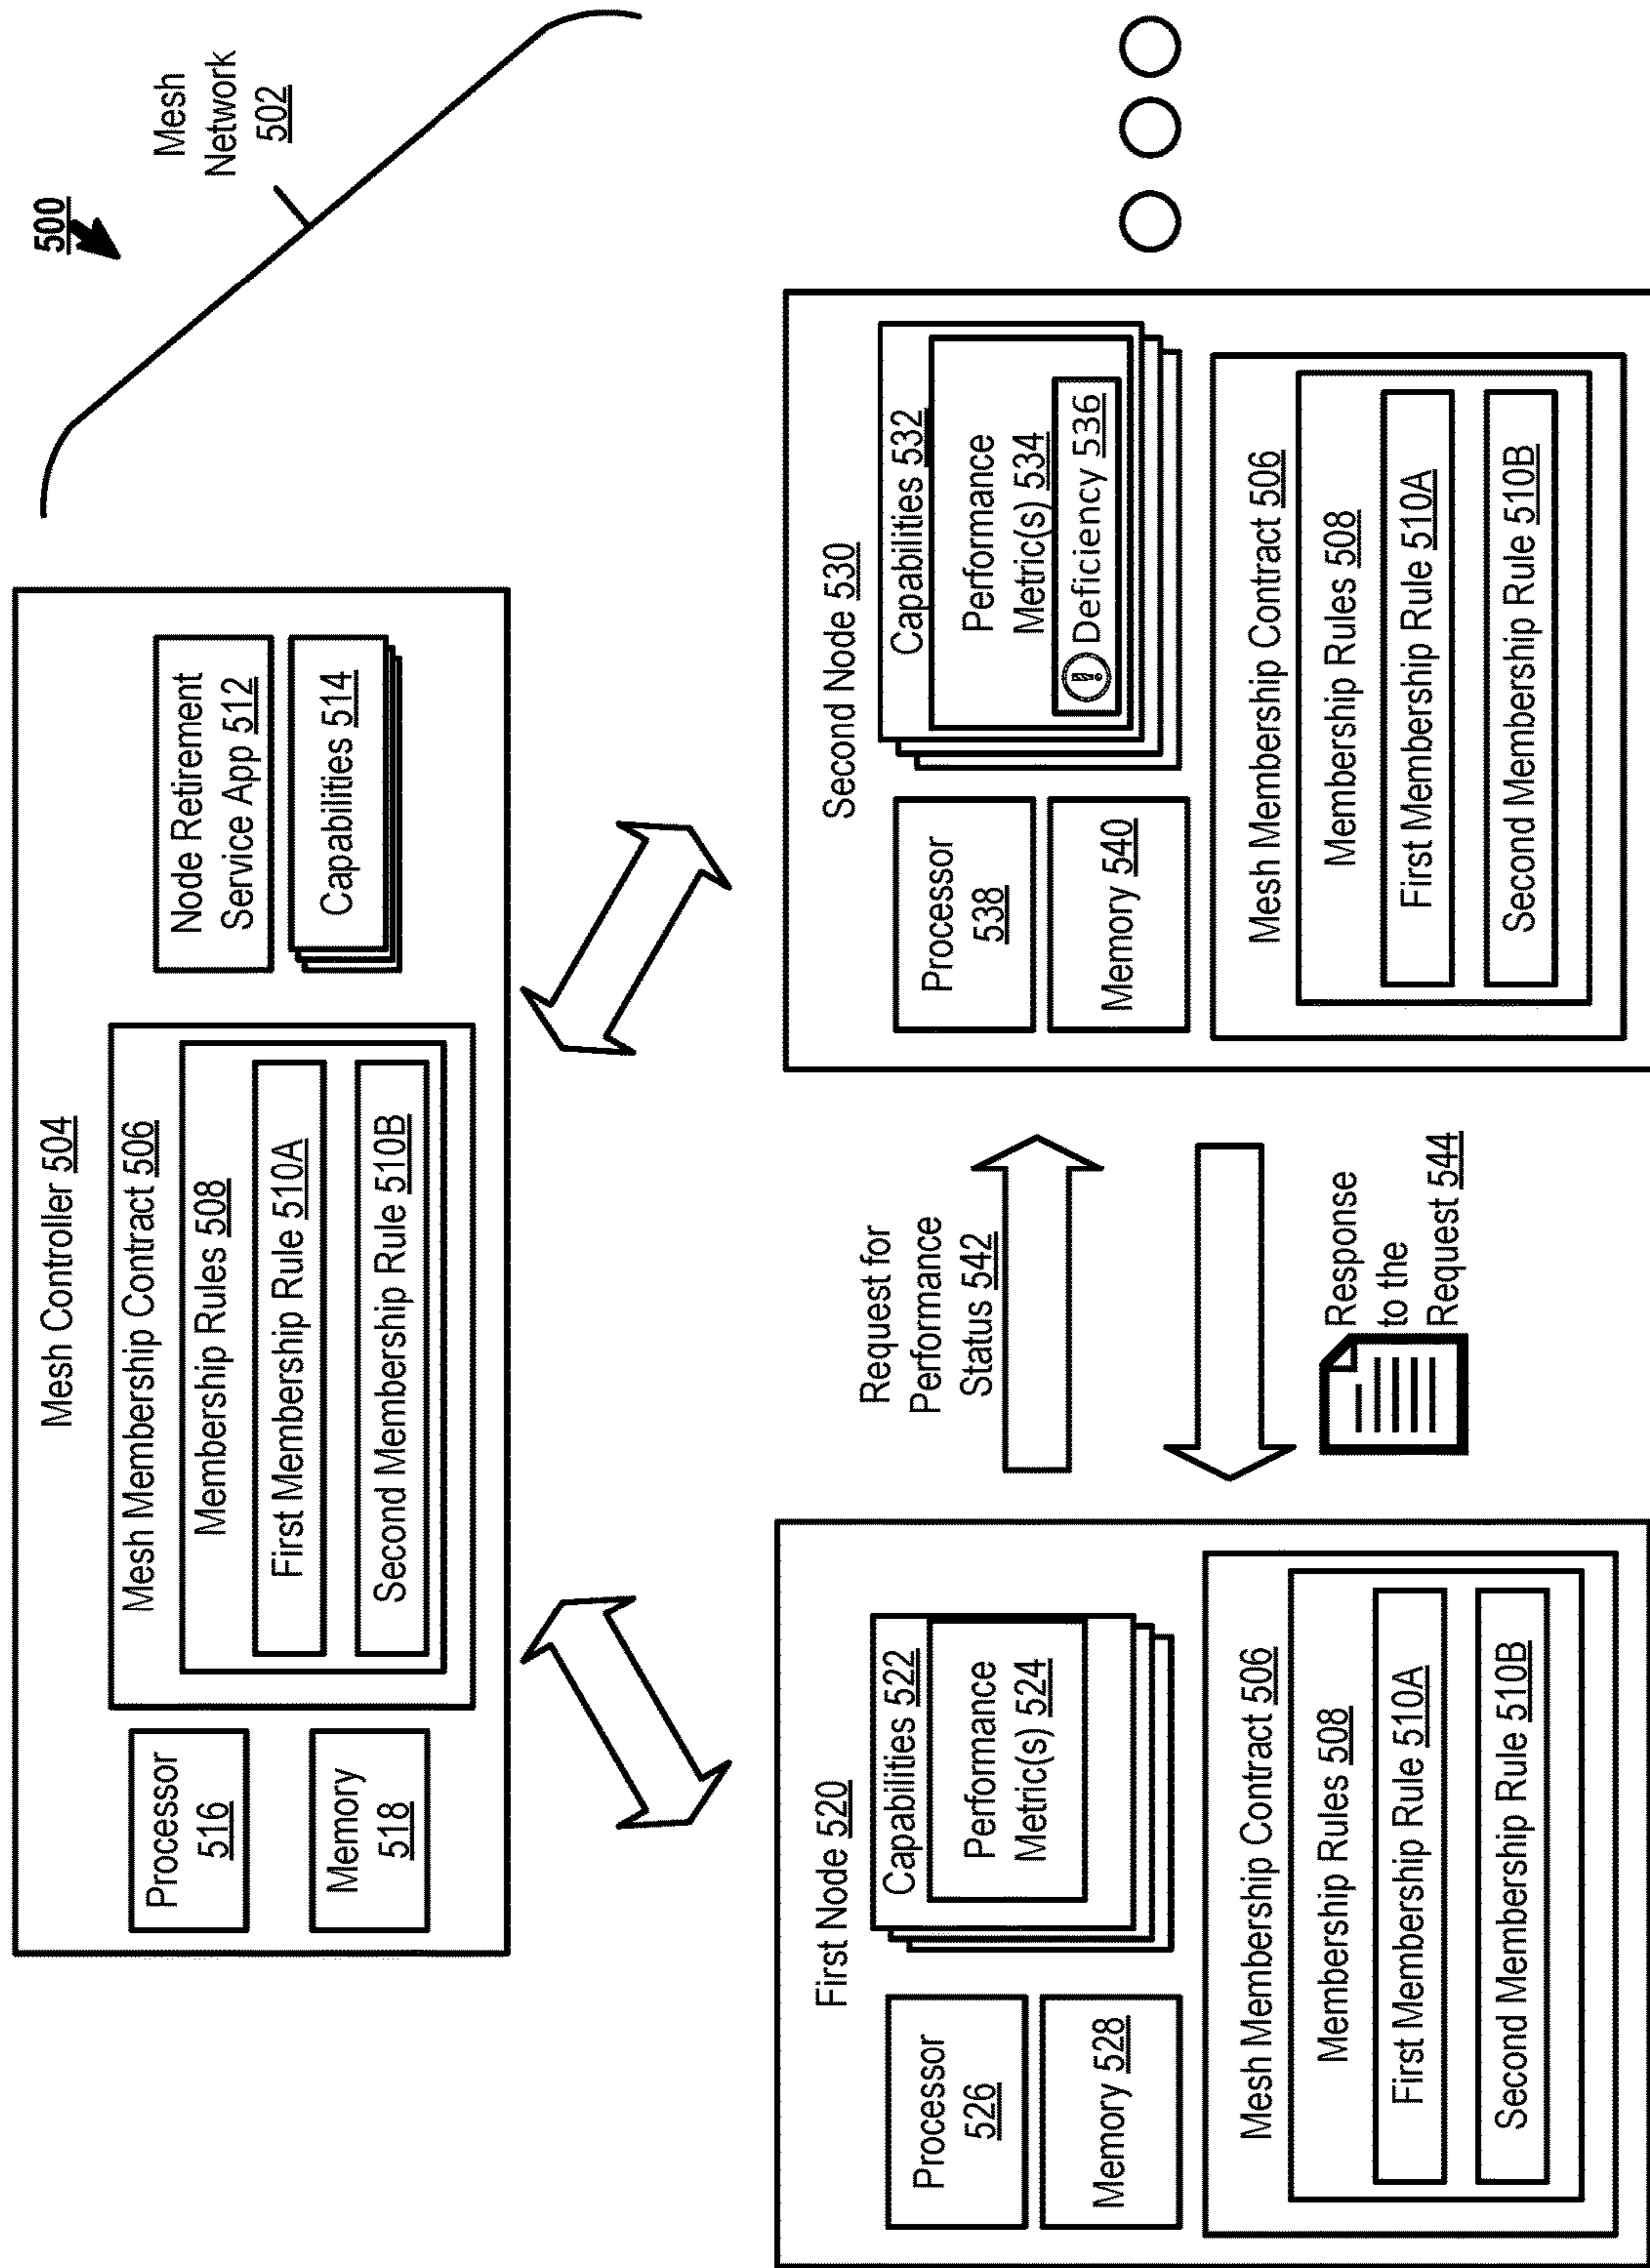 500
Mesh
Network
502
Mesh Controller 504
Processor
516
Memory
518
Mesh Membership Contract 506
Membership Rules 508
First Membership Rule 510A
Second Membership Rule 510B
Node Retirement
Service App 512
Capabilities 514
First Node 520
Processor
526
Memory 528
Capabilities 522
Performance
Metric(s) 524
Mesh Membership Contract 506
Membership Rules 508
First Membership Rule 510A
Second Membership Rule 510B
Request for
Performance
Status 542
Response
to the
Request 544
Second Node 530
Processor
538
Memory 540
Capabilities 532
Performance
Metric(s) 534
Deficiency 536
Mesh Membership Contract 506
Membership Rules 508
First Membership Rule 510A
Second Membership Rule 510B